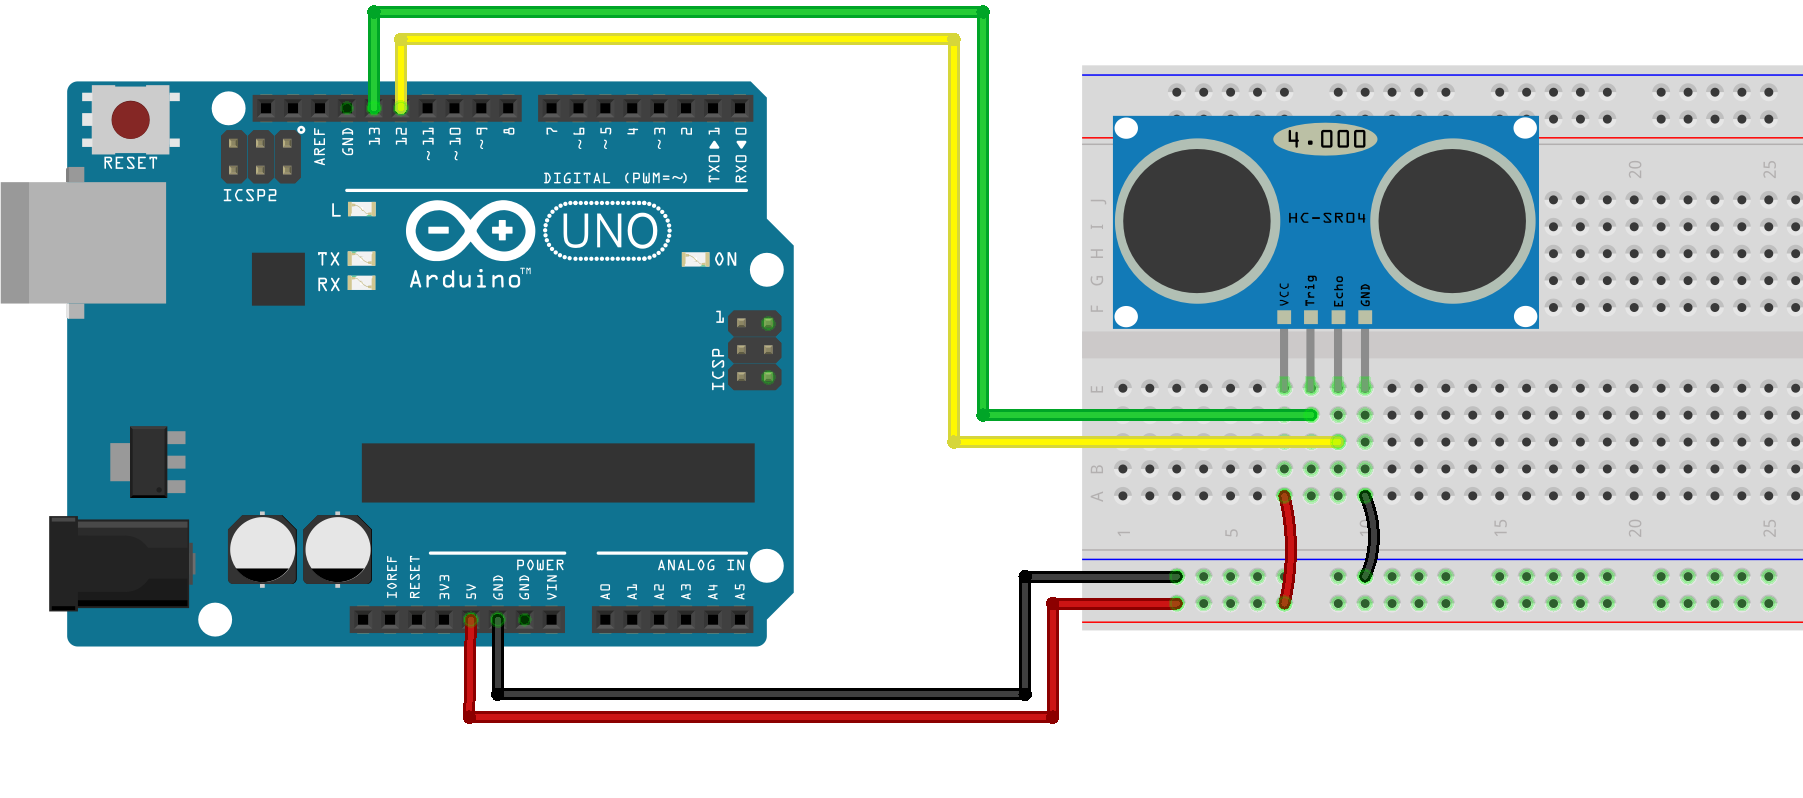 RESET
ICSP2
AREF
GND
13
12
~11
~10
~9
8
7
~6
~5
4
~3
2
TX0▶1
RX0◀0
DIGITAL (PWM=~)
L
TX
RX
UNO
Arduino™
ON
1
ICSP
POWER
ANALOG IN
IOREF
RESET
3V3
5V
GND
GND
VIN
A0
A1
A2
A3
A4
A5
4.000
HC-SR04
VCC
Trig
Echo
GND
20
25
J
I
H
G
F
E
B
A
1
5
10
15
20
25